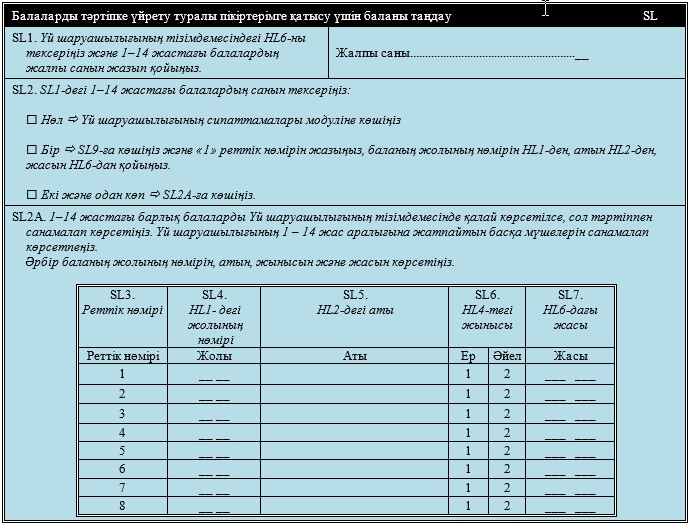 Балаларды тәртіпке үйрету туралы пікіртерімге қатысу үшін баланы таңдау SL
SL1. Үй шаруашылығының тізімдемесіндегі HL6-ны
тексеріңіз және 1–14 жастағы балалардың
жалпы санын жазып қойыңыз.
Жалпы саны......................................................__
SL2. SL1-дегі 1–14 жастағы балалардың санын тексеріңіз:
☐ Нөл ⇨ Үй шаруашылығының сипаттамалары модуліне көшіңіз
☐ Бір ⇨ SL9-ға көшіңіз және «1» реттік нөмірін жазыңыз, баланың жолының нөмірін HL1-ден, атын HL2-ден,
жасын HL6-дан қойыңыз.
☐ Екі және одан көп ⇨ SL2A-ға көшіңіз.
SL2A. 1–14 жастағы барлық балаларды Үй шаруашылығының тізімдемесінде қалай көрсетілсе, сол тәртіппен
санамалап көрсетіңіз. Үй шаруашылығының 1 – 14 жас аралығына жатпайтын басқа мүшелерін санамалап
көрсетпеңіз.
Әрбір баланың жолының нөмірін, атын, жынысын және жасын көрсетіңіз.
SL3. SL4. SL5. SL6. SL7.
Реттік нөмірі HL1- дегі HL2-дегі аты HL4-тегі HL6-дағы
жолының жынысы жасы
нөмірі
Реттік нөмірі Жолы Аты Ер Әйел Жасы
1 __ __ 1 2 ___ ___
2 __ __ 1 2 ___ ___
3 __ __ 1 2 ___ ___
4 __ __ 1 2 ___ ___
5 __ __ 1 2 ___ ___
6 __ __ 1 2 ___ ___
7 __ __ 1 2 ___ ___
8 __ __ 1 2 ___ ___